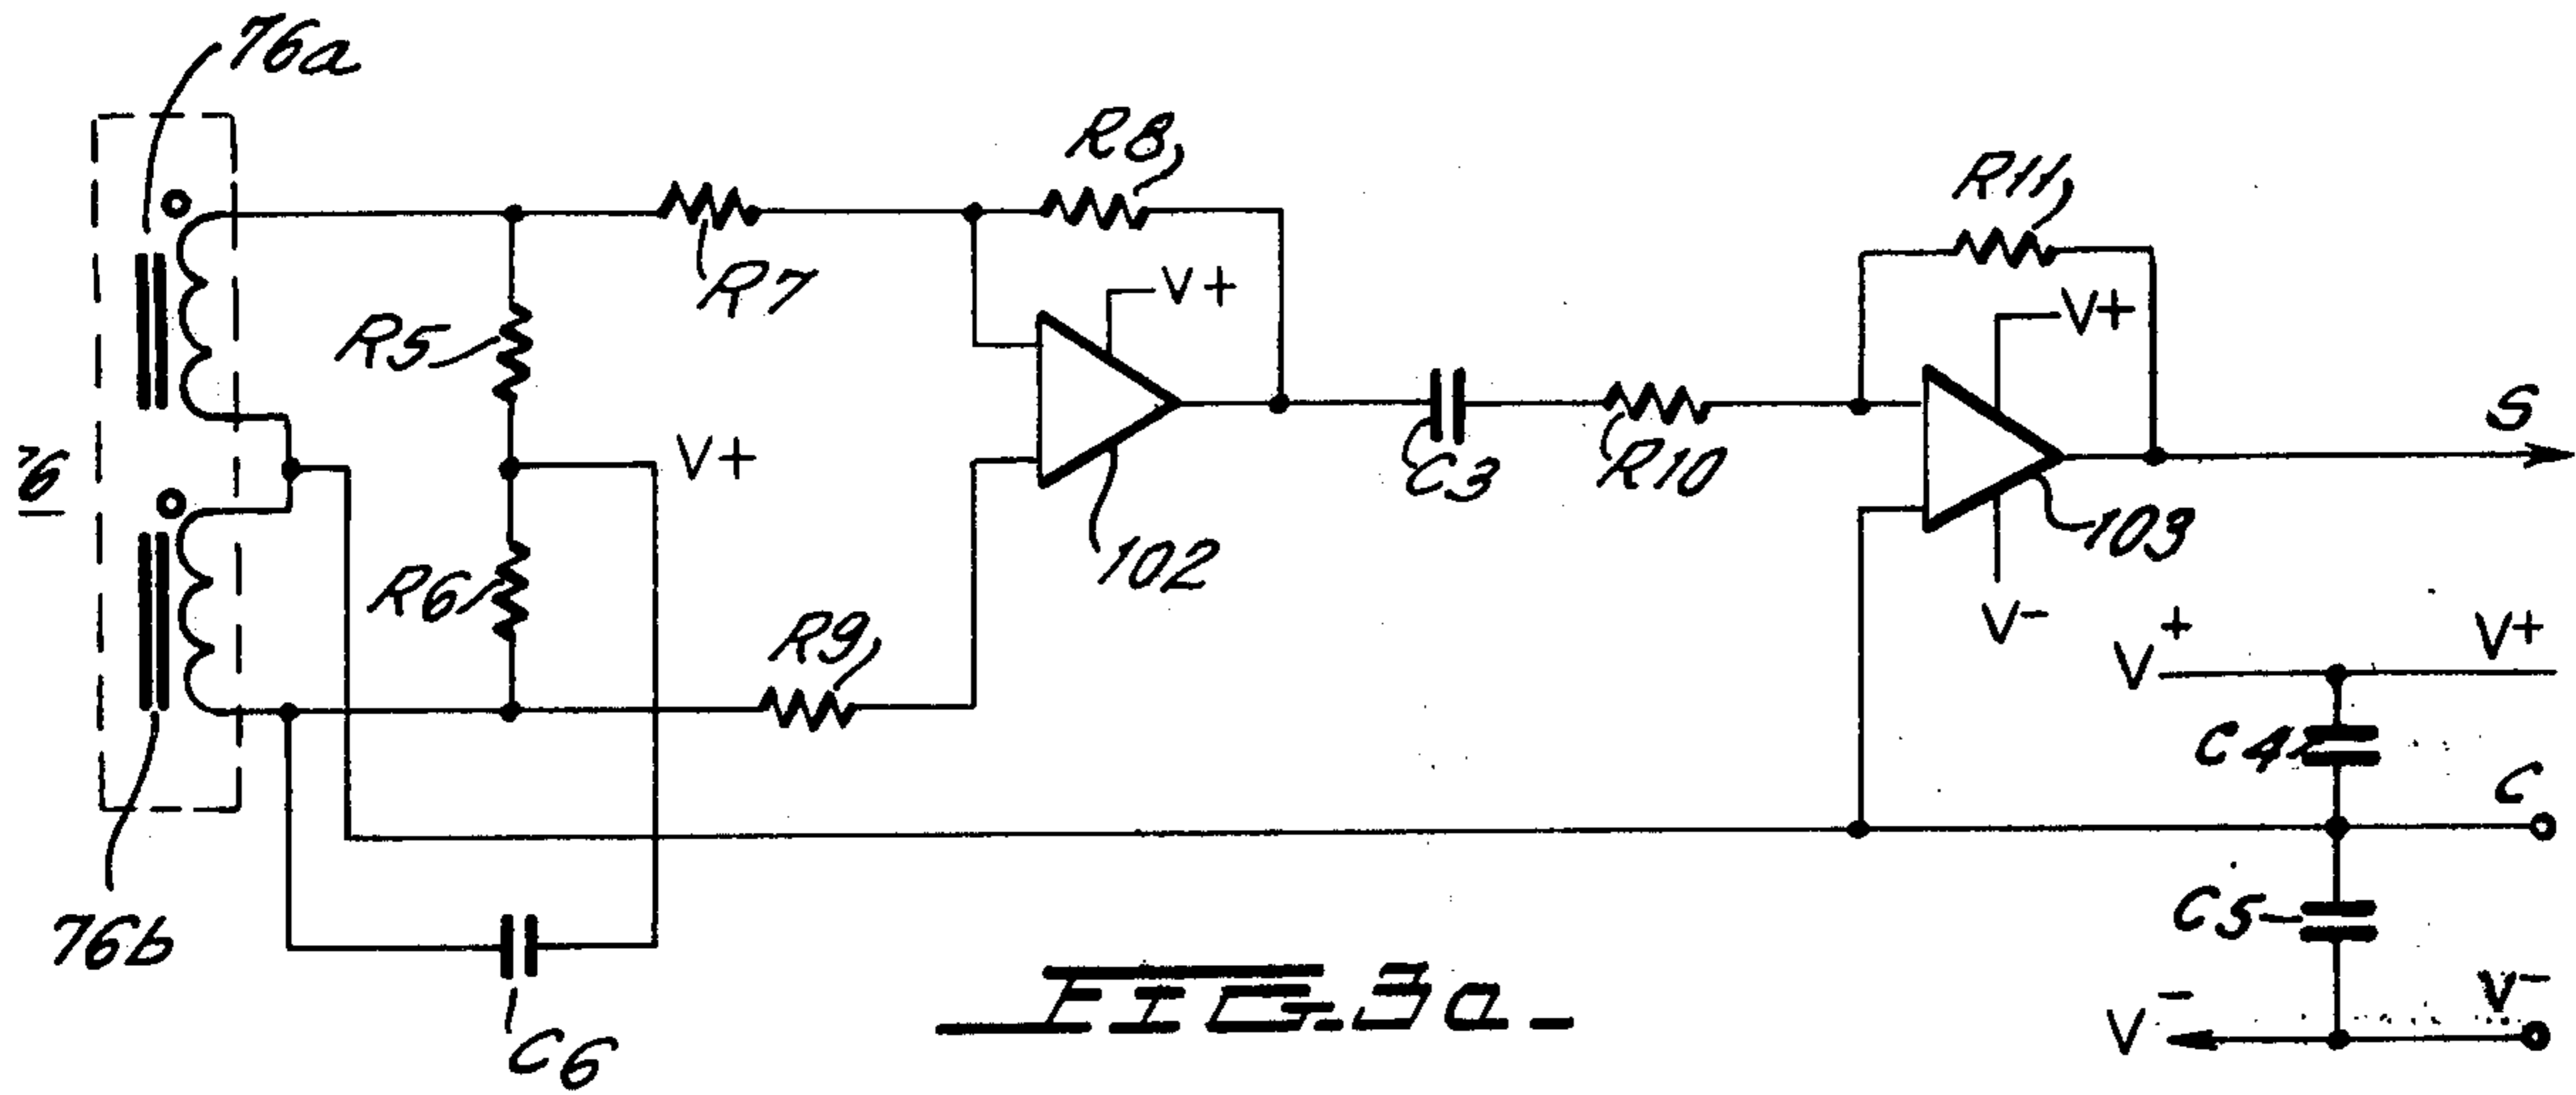 76a
R8
R11
V+
R7
V+
R5
V+
S
76
C3
R10
103
102
R6
V-
V+
V+
R9
C4
C
C5
76b
V-
V-
C6
FIG. 3a